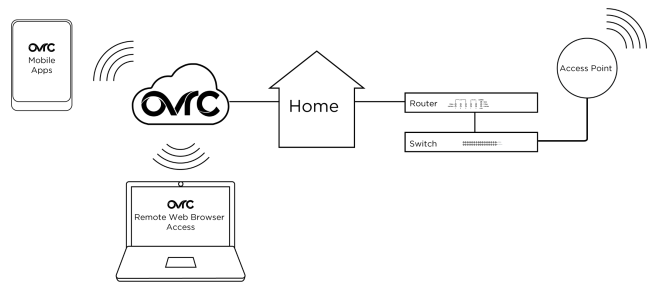 OvrC
Mobile
Apps
OvrC
Home
Router
Switch
Access Point
OvrC
Remote Web Browser
Access